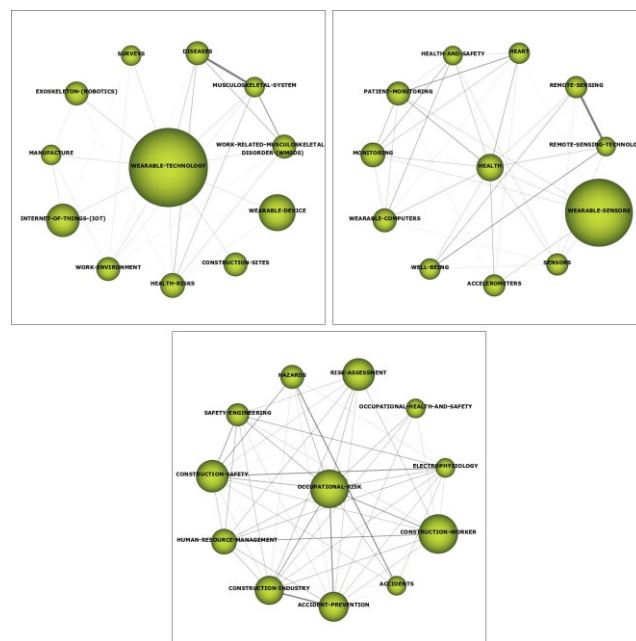 SURVEYS
DISEASES
EXOSKELETON-(ROBOTICS)
MUSCULOSKELETAL-SYSTEM
MANUFACTURE
WORK-RELATED-MUSCULOSKELETAL
DISORDER-(WMSDS)
WEARABLE-TECHNOLOGY
INTERNET-OF-THINGS-(IOT)
WEARABLE-DEVICE
WORK-ENVIRONMENT
CONSTRUCTION-SITES
HEALTH-RISKS
HEALTH-AND-SAFETY
HEART
PATIENT-MONITORING
REMOTE-SENSING
MONITORING
REMOTE-SENSING-TECHNOLO
HEALTH
WEARABLE-COMPUTERS
WEARABLE-SENSORS
WELL-BEING
SENSORS
ACCELEROMETERS
HAZARDS
RISK-ASSESSMENT
SAFETY-ENGINEERING
OCCUPATIONAL-HEALTH-AND-SAFETY
CONSTRUCTION-SAFETY
ELECTROPHYSIOLOGY
OCCUPATIONAL-RISK
HUMAN-RESOURCE-MANAGEMENT
CONSTRUCTION-WORKER
CONSTRUCTION-INDUSTRY
ACCIDENTS
ACCIDENT-PREVENTION